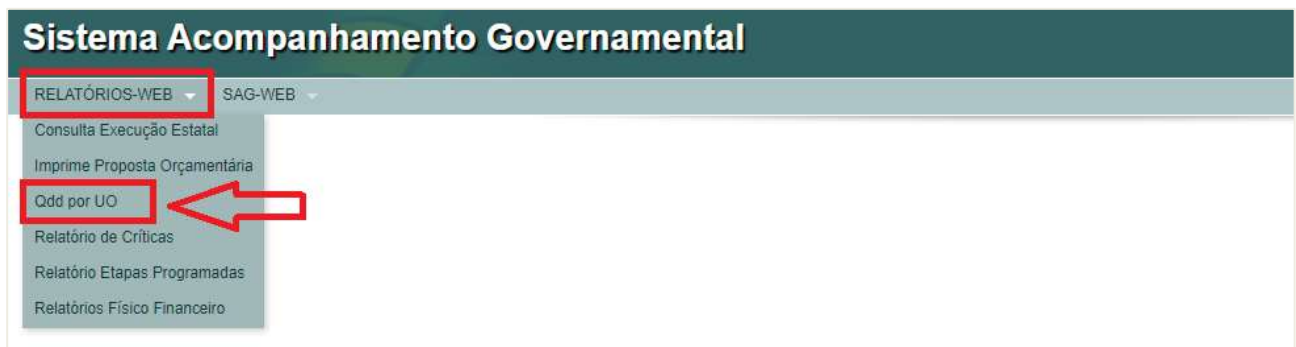 Sistema Acompanhamento Governamental
RELATÓRIOS-WEB SAG-WEB
Consulta Execução Estatal
Imprime Proposta Orçamentária
Qdd por UO
Relatório de Críticas
Relatório Etapas Programadas
Relatórios Físico Financeiro